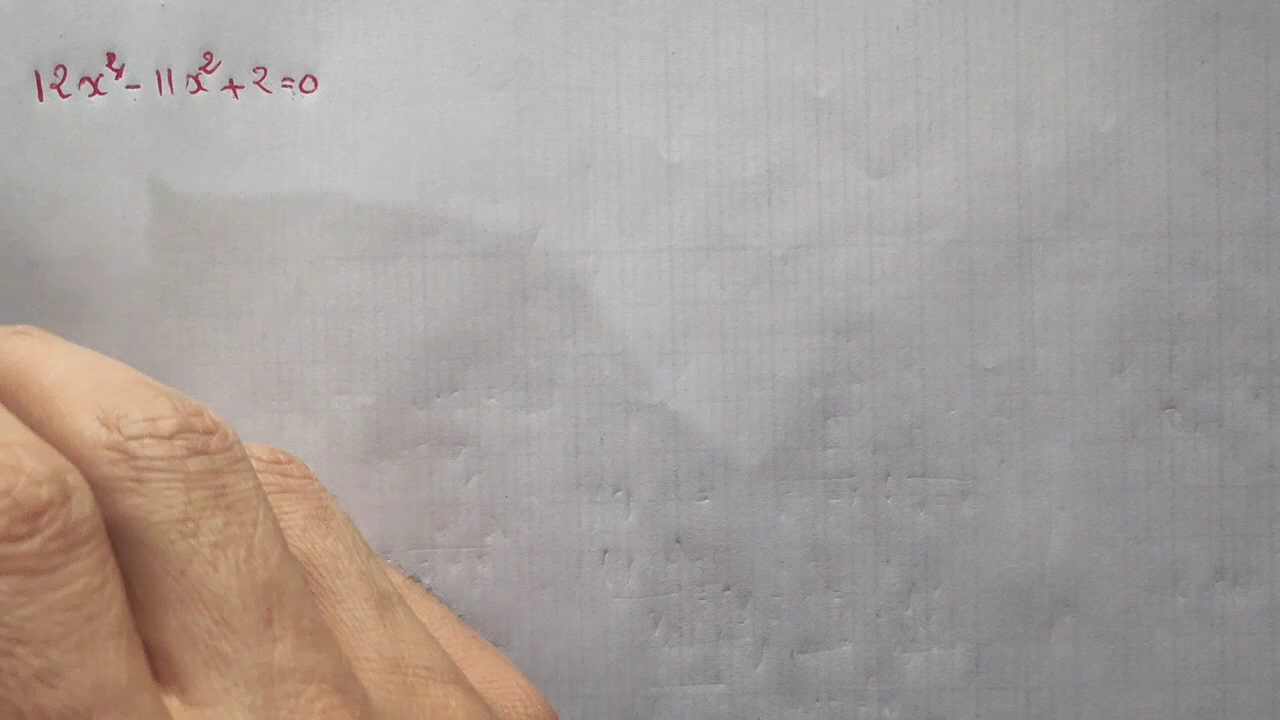 12x⁴ - 11x² + 2 = 0